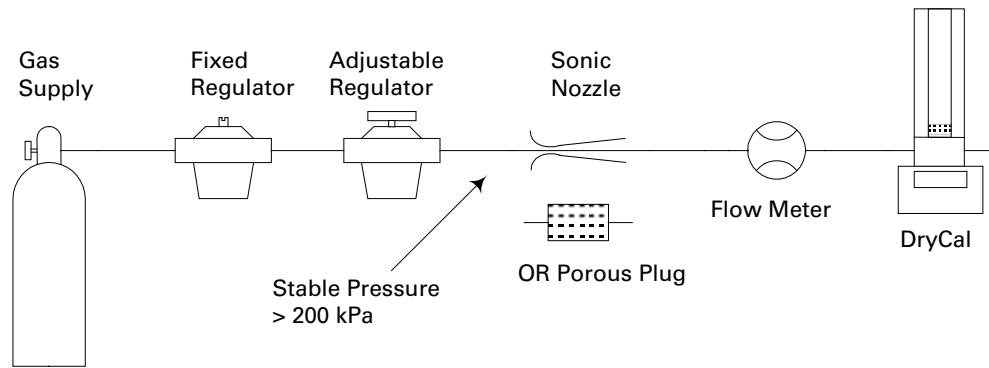 Gas
Supply
Fixed
Regulator
Adjustable
Regulator
Sonic
Nozzle
Flow Meter
DryCal
OR Porous Plug
Stable Pressure
> 200 kPa